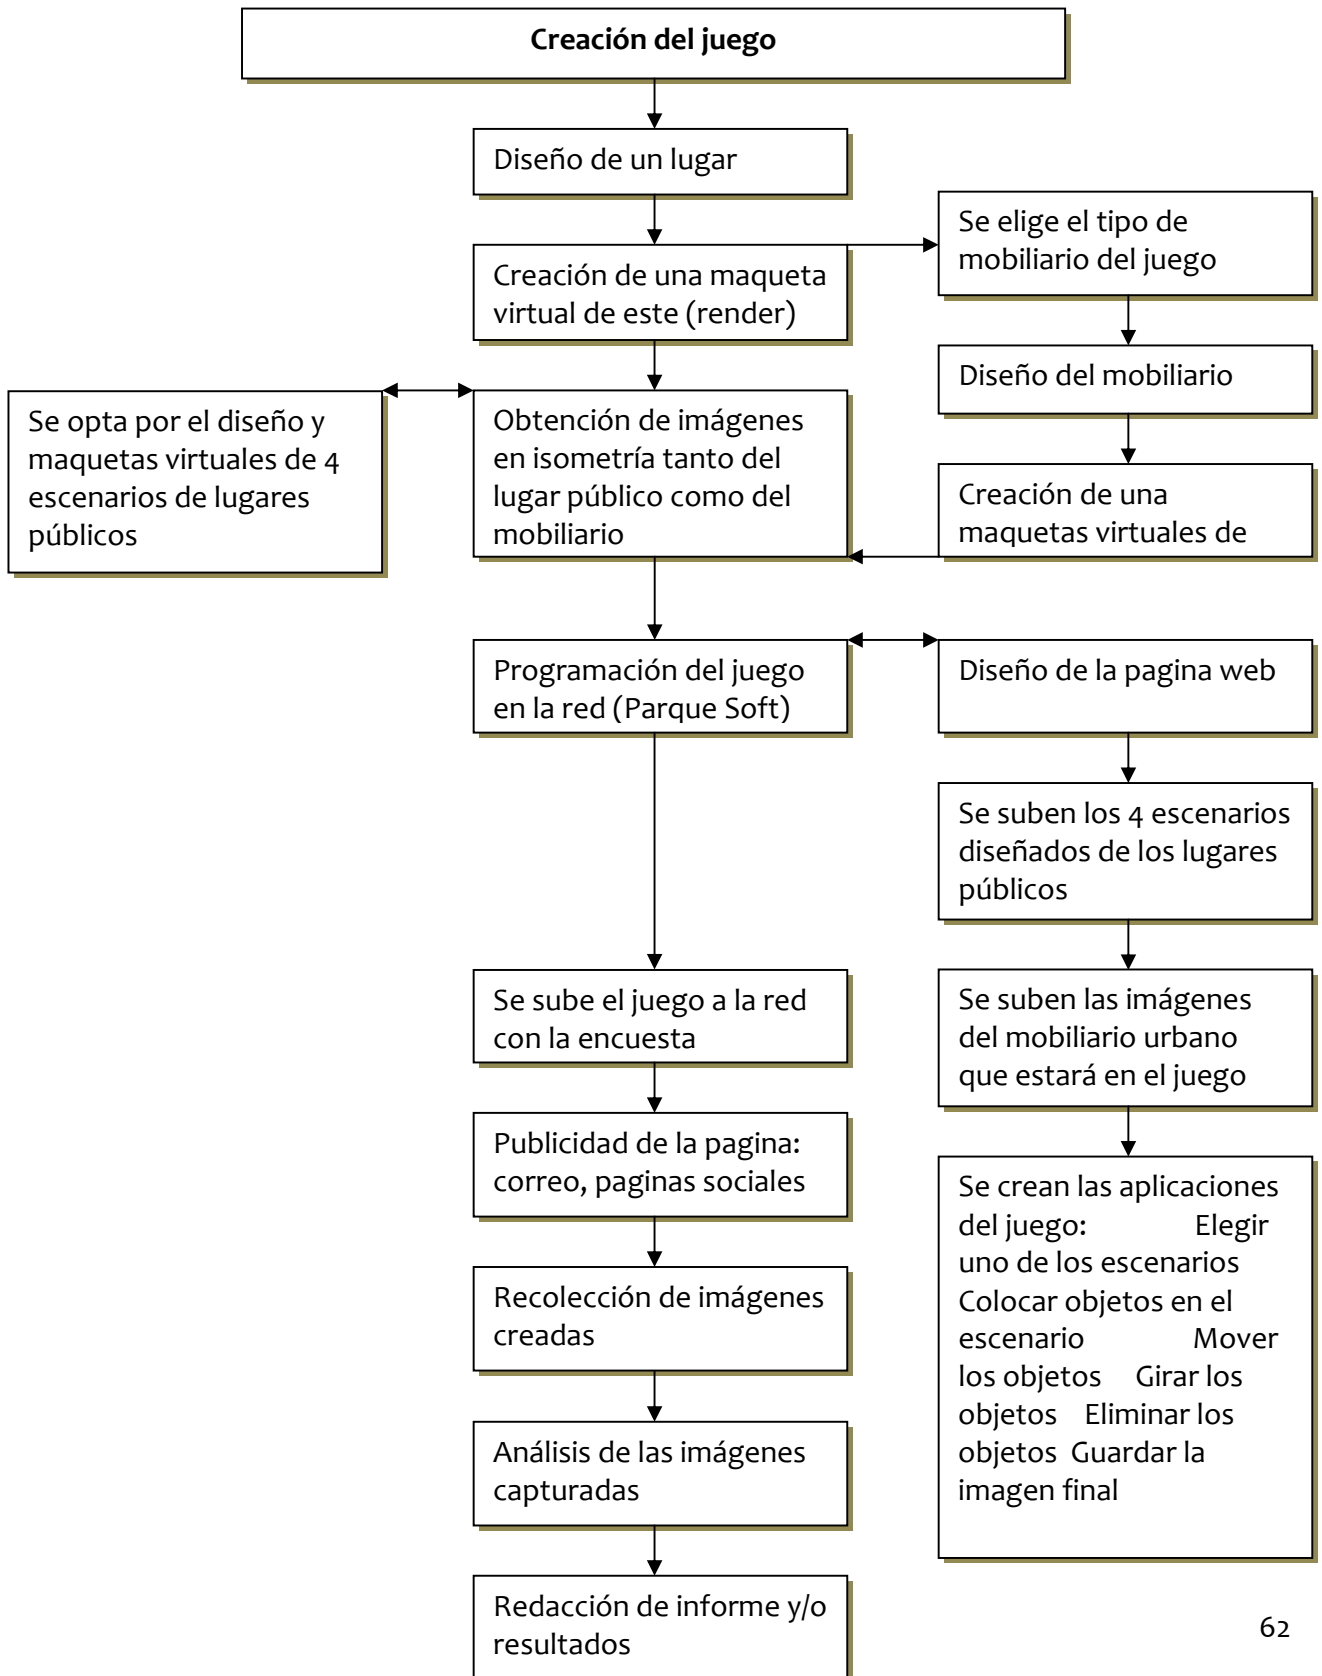 Creación del juego
Diseño de un lugar
Creación de una maqueta
virtual de este (render)
Se elige el tipo de
mobiliario del juego
Diseño del mobiliario
Creación de una
maquetas virtuales de
Se opta por el diseño y
maquetas virtuales de 4
escenarios de lugares
públicos
Obtención de imágenes
en isometría tanto del
lugar público como del
mobiliario
Programación del juego
en la red (Parque Soft)
Diseño de la pagina web
Se suben los 4 escenarios
diseñados de los lugares
públicos
Se suben las imágenes
del mobiliario urbano
que estará en el juego
Se crean las aplicaciones
del juego: Elegir
uno de los escenarios
Colocar objetos en el
escenario Mover
los objetos Girar los
objetos Eliminar los
objetos Guardar la
imagen final
Se sube el juego a la red
con la encuesta
Publicidad de la pagina:
correo, paginas sociales
Recolección de imágenes
creadas
Análisis de las imágenes
capturadas
Redacción de informe y/o
resultados
62